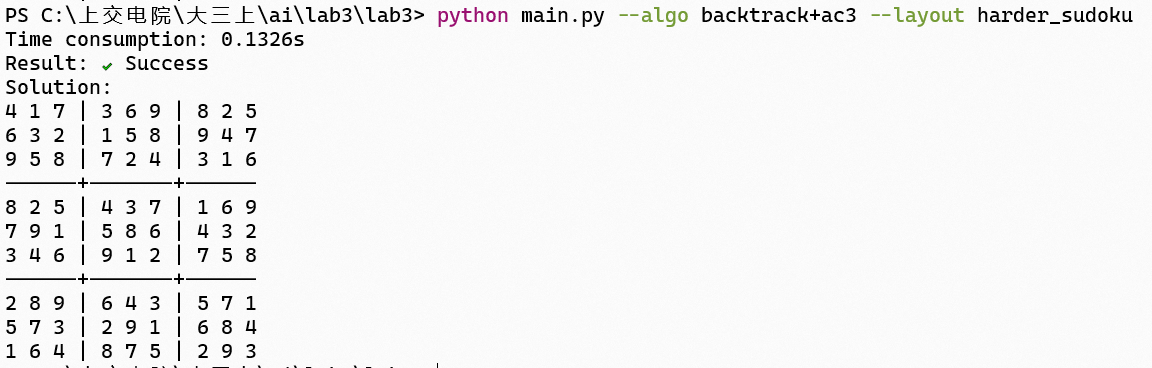 PS C:\上交电院\大三上\ai\lab3\lab3> python main.py --algo backtrack+ac3 --layout harder_sudoku
Time consumption: 0.1326s
Result: ✔ Success
Solution:
4 1 7 | 3 6 9 | 8 2 5
6 3 2 | 1 5 8 | 9 4 7
9 5 8 | 7 2 4 | 3 1 6
——————+———————+——————
8 2 5 | 4 3 7 | 1 6 9
7 9 1 | 5 8 6 | 4 3 2
3 4 6 | 9 1 2 | 7 5 8
——————+———————+——————
2 8 9 | 6 4 3 | 5 7 1
5 7 3 | 2 9 1 | 6 8 4
1 6 4 | 8 7 5 | 2 9 3